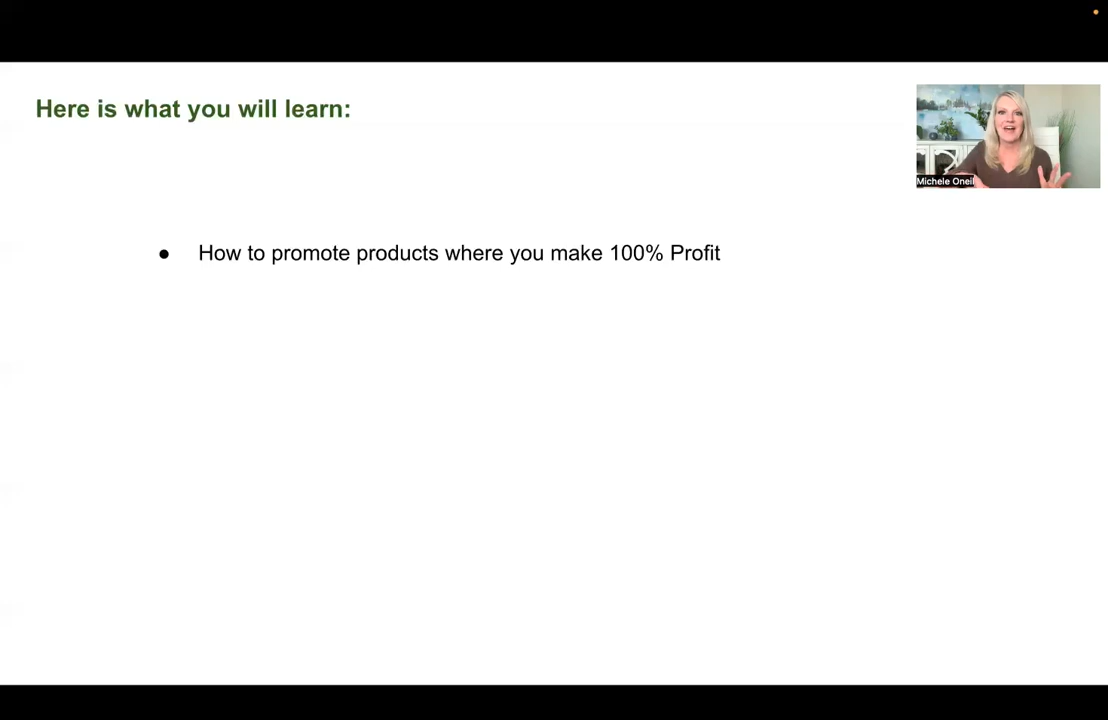 Here is what you will learn:
Michele Oneil
● How to promote products where you make 100% Profit